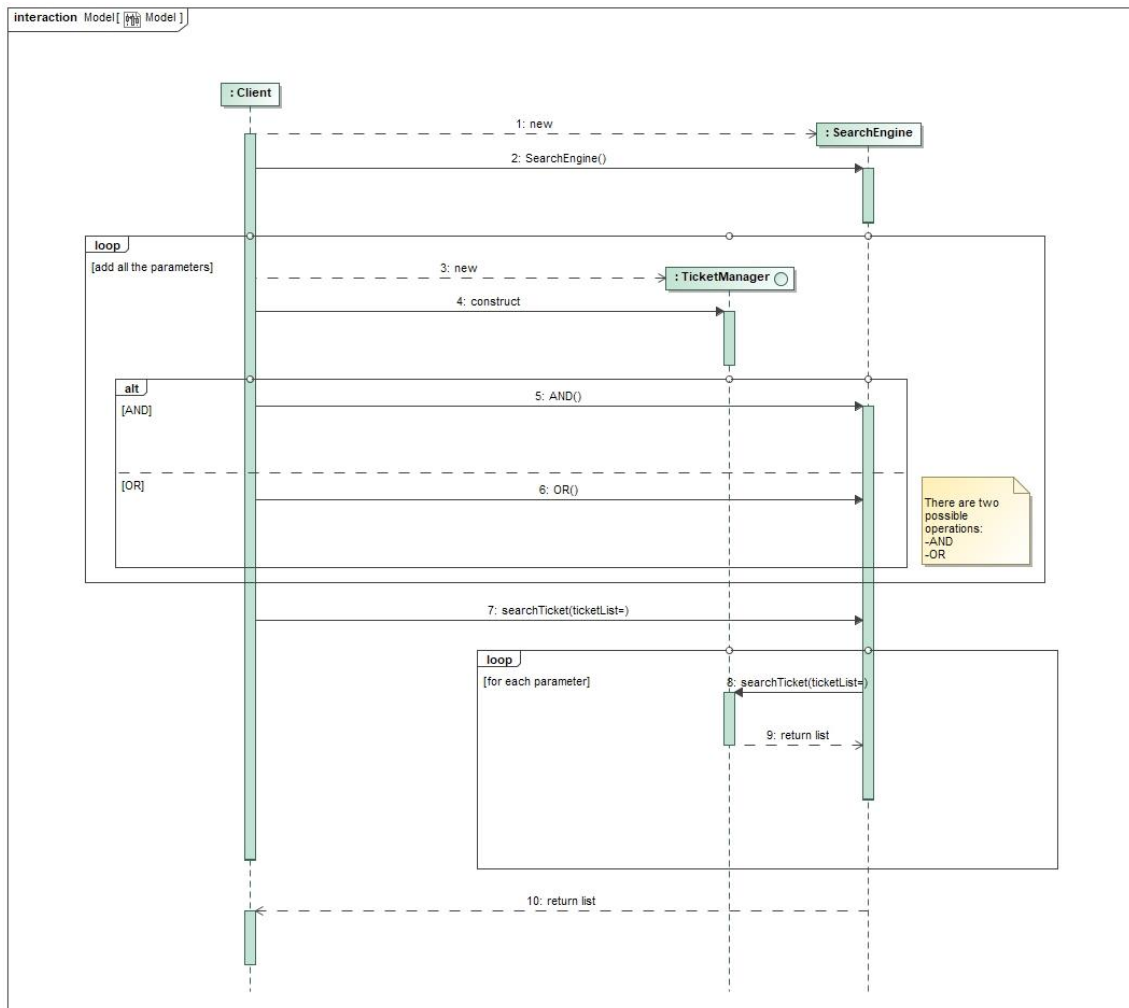 interaction Model[ Model ]
: Client
1: new
: SearchEngine
2: SearchEngine()
loop
[add all the parameters]
3: new
: TicketManager
4: construct
alt
5: AND()
[AND]
[OR]
6: OR()
There are two
possible
operations:
-AND
-OR
7: searchTicket(ticketList=)
loop
[for each parameter]
8: searchTicket(ticketList=)
9: return list
10: return list